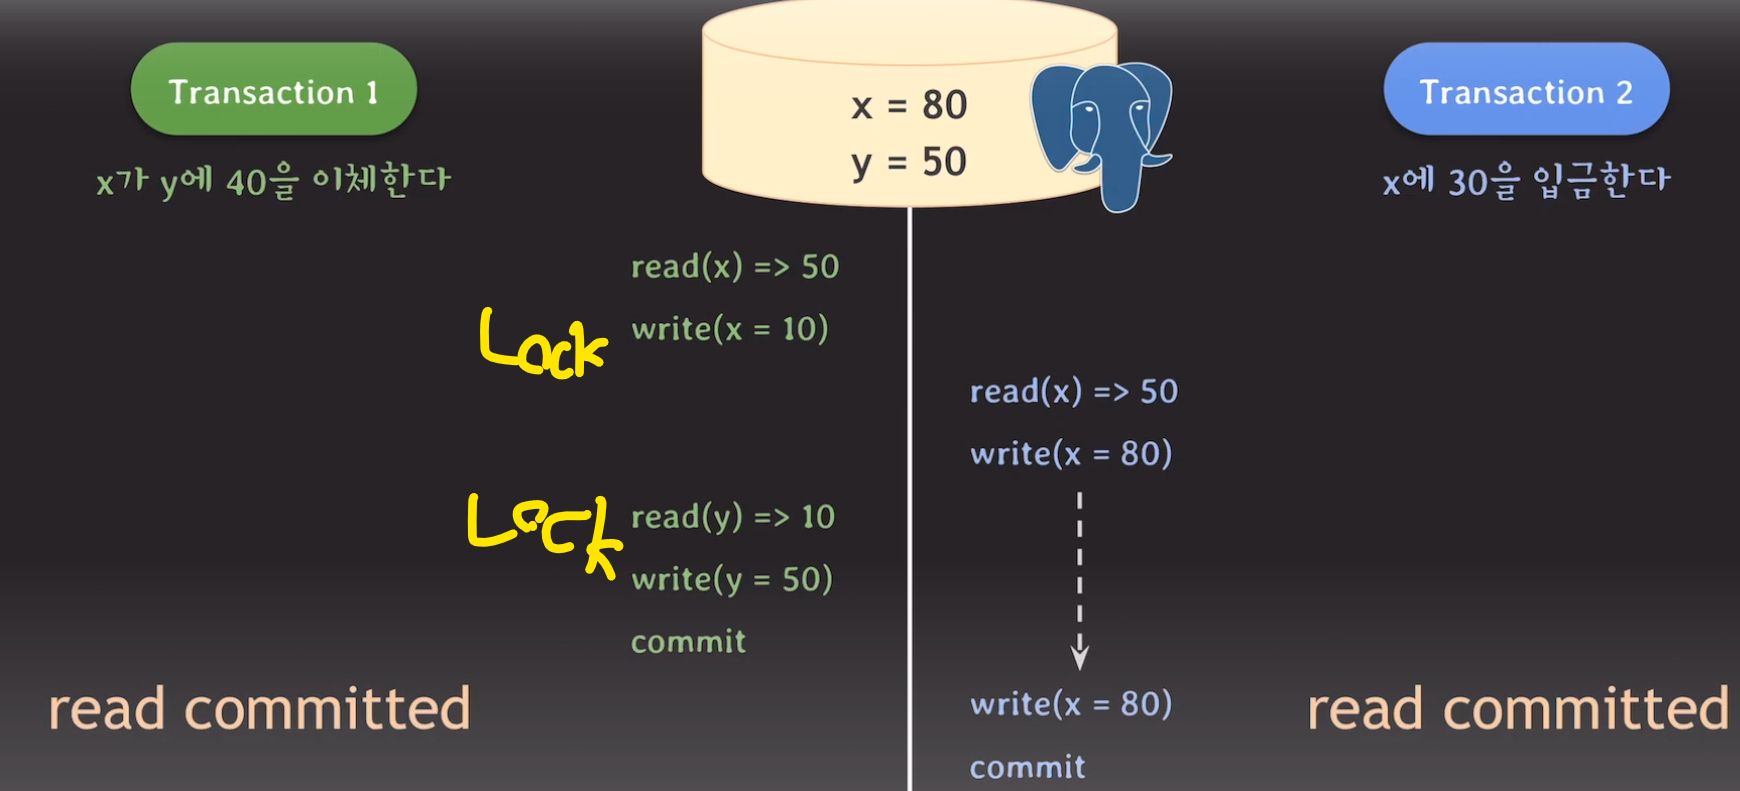 Transaction 1
x가 y에 40을 이체한다
x = 80
y = 50
Transaction 2
x에 30을 입금한다
read(x) => 50
Lock write(x = 10)
read(x) => 50
write(x = 80)
Lock read(y) => 10
write(y = 50)
commit
write(x = 80)
commit
read committed
read committed